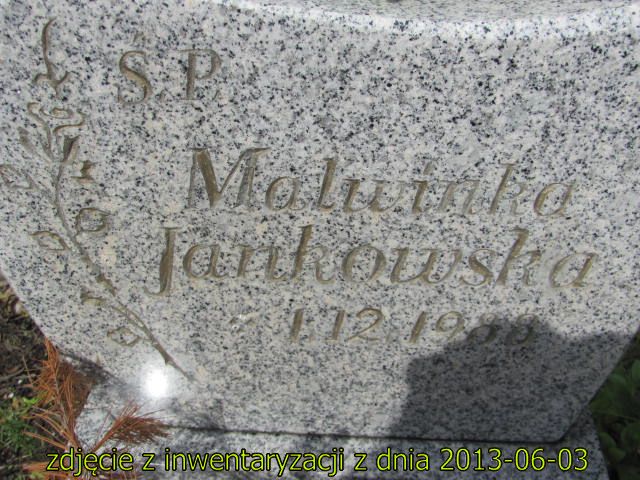 Ś.P.
Malwinka
Jankowska
* 1.12.1988
zdjęcie z inwentaryzacji z dnia 2013-06-03